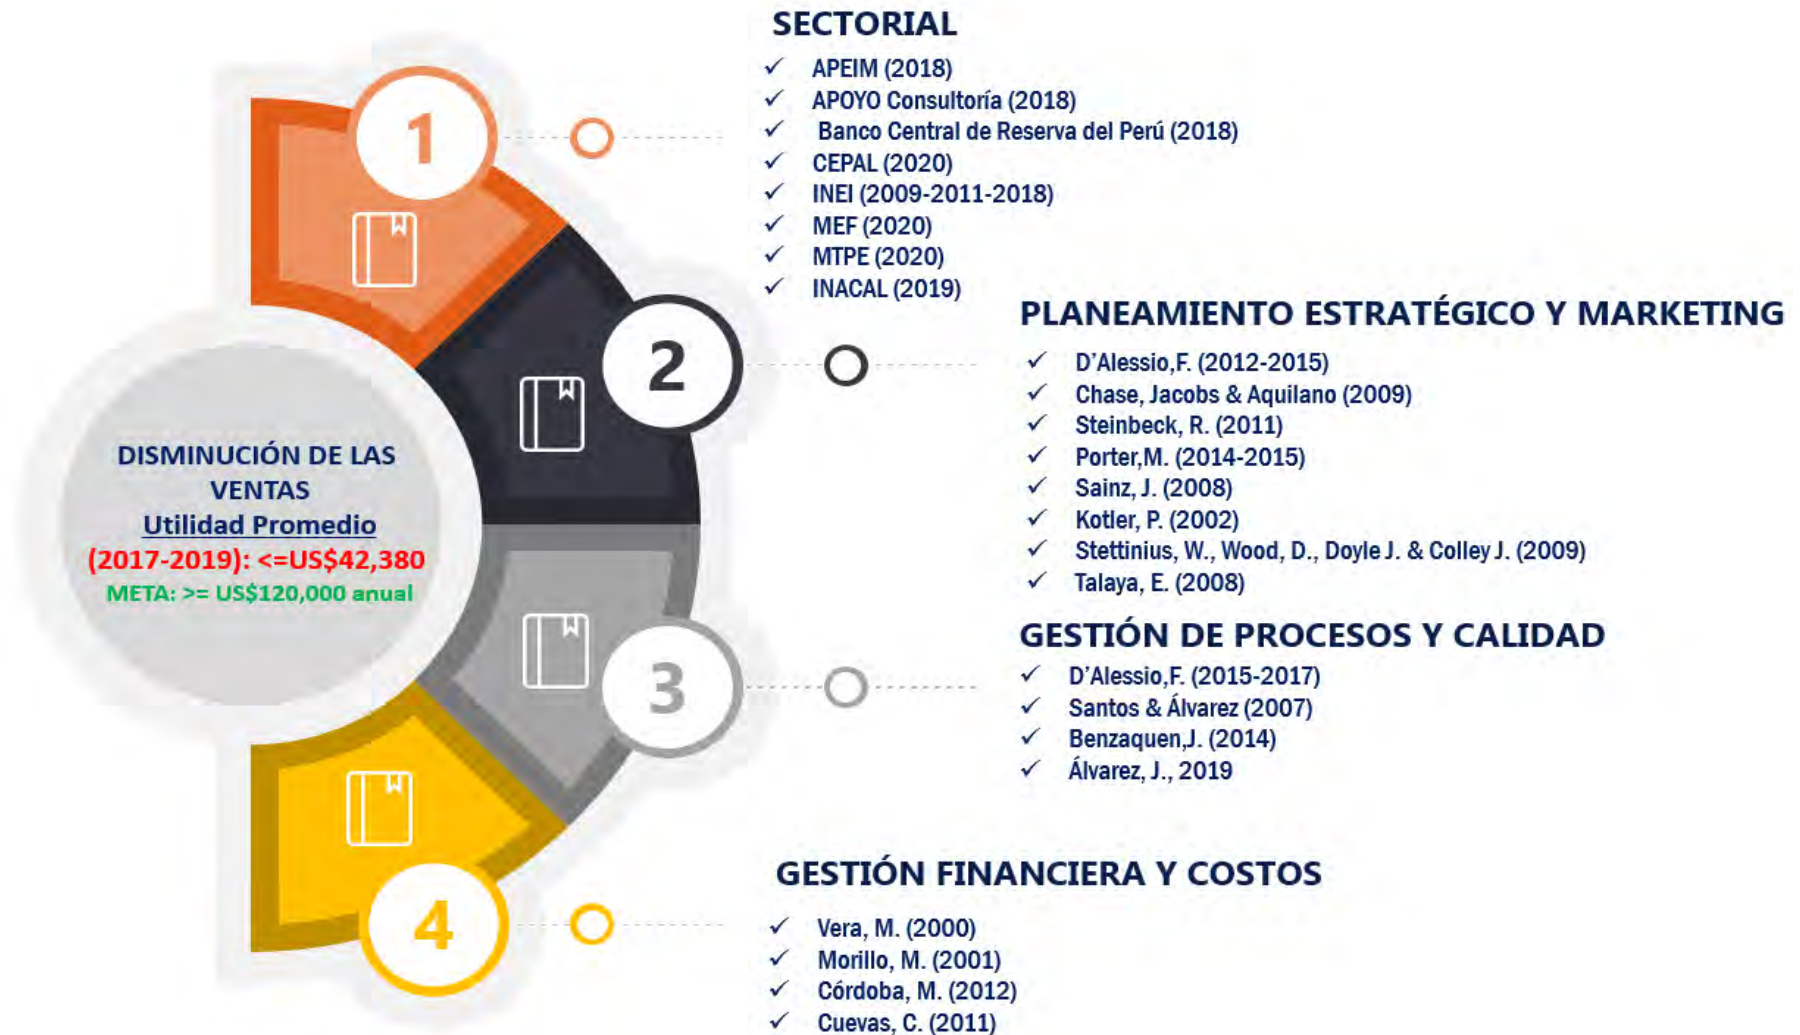 DISMINUCIÓN DE LAS
VENTAS
Utilidad Promedio
(2017-2019): <=US$42,380
META: >= US$120,000 anual
1
SECTORIAL
✓ APEIM (2018)
✓ APOYO Consultoría (2018)
✓ Banco Central de Reserva del Perú (2018)
✓ CEPAL (2020)
✓ INEI (2009-2011-2018)
✓ MEF (2020)
✓ MTPE (2020)
✓ INACAL (2019)
2
PLANEAMIENTO ESTRATÉGICO Y MARKETING
✓ D'Alessio,F. (2012-2015)
✓ Chase, Jacobs & Aquilano (2009)
✓ Steinbeck, R. (2011)
✓ Porter,M. (2014-2015)
✓ Sainz, J. (2008)
✓ Kotler, P. (2002)
✓ Stettinius, W., Wood, D., Doyle J. & Colley J. (2009)
✓ Talaya, E. (2008)
3
GESTIÓN DE PROCESOS Y CALIDAD
✓ D'Alessio,F. (2015-2017)
✓ Santos & Álvarez (2007)
✓ Benzaquen,J. (2014)
✓ Álvarez, J., 2019
4
GESTIÓN FINANCIERA Y COSTOS
✓ Vera, M. (2000)
✓ Morillo, M. (2001)
✓ Córdoba, M. (2012)
✓ Cuevas, C. (2011)